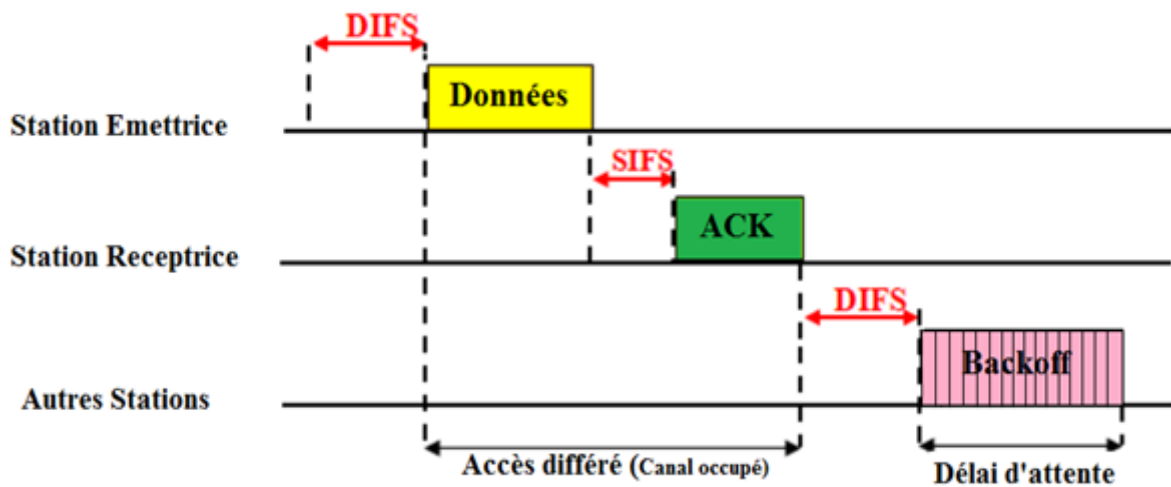 DIFS
Données
Station Emettrice
SIFS
ACK
Station Receptrice
DIFS
Backoff
Autres Stations
Accès différé (Canal occupé)
Délai d'attente